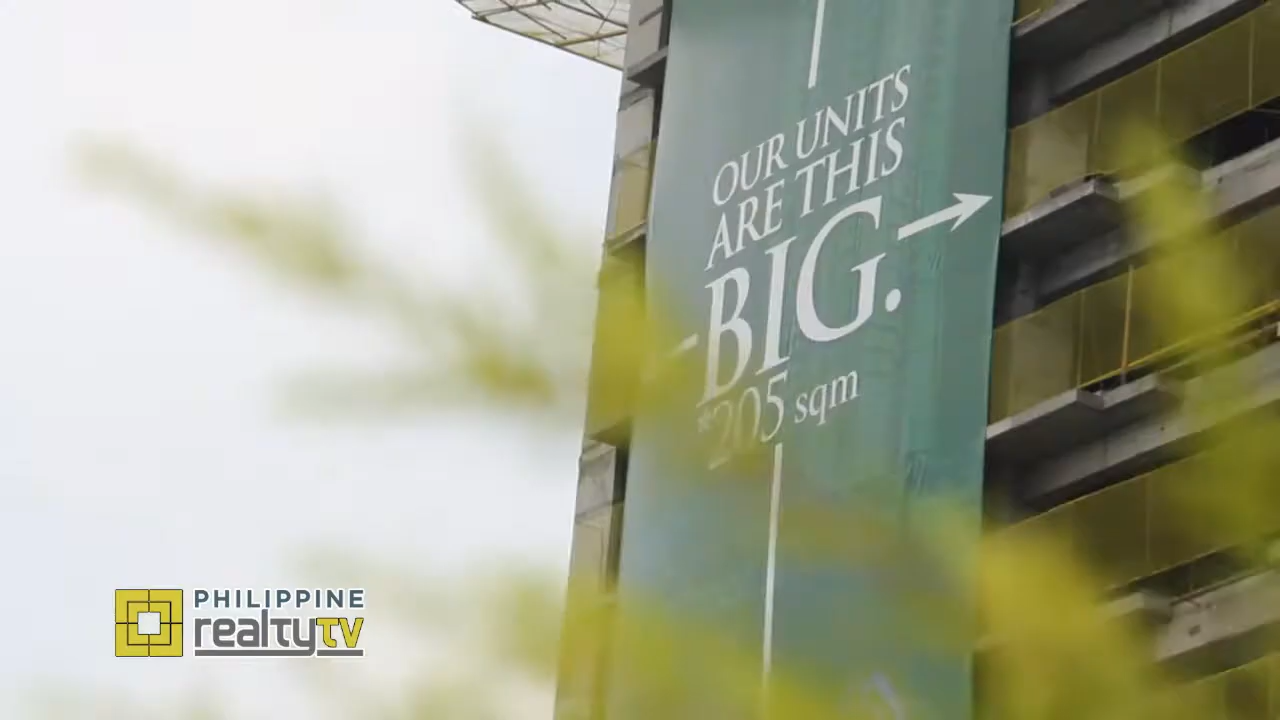 OUR UNITS
ARE THIS
BIG.
*205 sqm
PHILIPPINE
realtytv